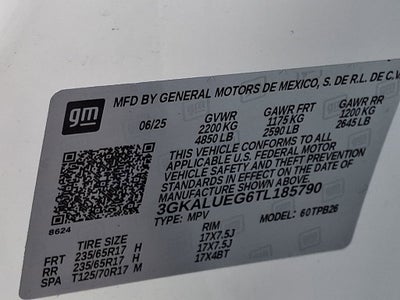 gm MFD BY GENERAL MOTORS DE MEXICO, S. DE R.L. DE C.V
06/25 GVWR GAWR FRT GAWR RR
2200 KG 1175 KG 1200 KG
4850 LB 2590 LB 2645 LB
THIS VEHICLE CONFORMS TO ALL
APPLICABLE U.S. FEDERAL MOTOR
VEHICLE SAFETY AND THEFT PREVENTION
STANDARDS IN EFFECT ON THE DATE OF
MANUFACTURE SHOWN ABOVE.
3GKALUEG6TL185790
TYPE: MPV MODEL: 60TPB26
8624
TIRE SIZE RIM
FRT 235/65R17 H 17X7.5J
RR 235/65R17 H 17X7.5J
SPA T125/70R17 M 17X4BT